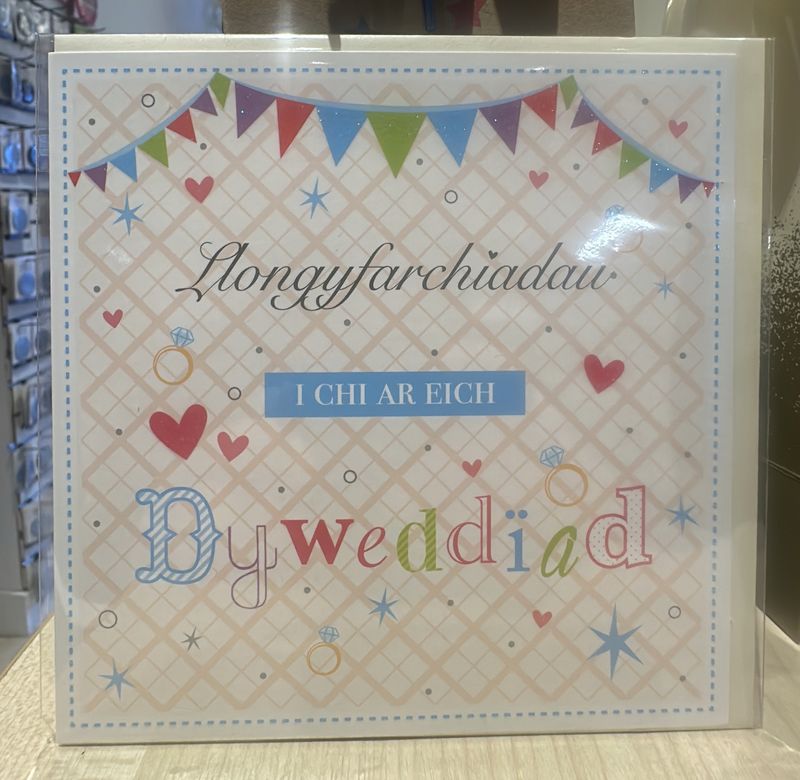 Llongyfarchiadau
I CHI AR EICH
Dyweddïad